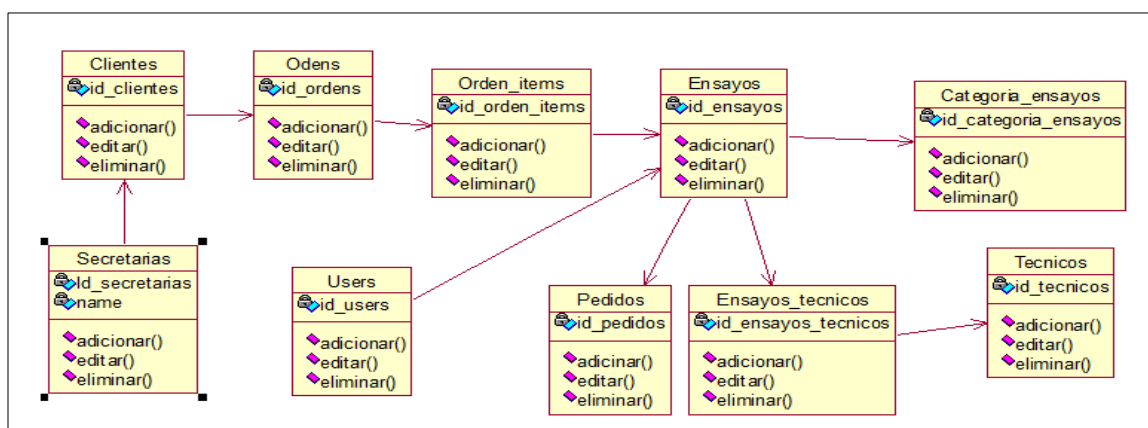 Clientes
id_clientes
adicionar()
editar()
eliminar()
Odens
id_ordens
adicionar()
editar()
eliminar()
Orden_items
id_orden_items
adicionar()
editar()
eliminar()
Ensayos
id_ensayos
adicionar()
editar()
eliminar()
Categoria_ensayos
id_categoria_ensayos
adicionar()
editar()
eliminar()
Secretarias
Id_secretarias
name
adicionar()
editar()
eliminar()
Users
id_users
adicionar()
editar()
eliminar()
Pedidos
id_pedidos
adicinar()
editar()
eliminar()
Ensayos_tecnicos
id_ensayos_tecnicos
adicionar()
editar()
eliminar()
Tecnicos
id_tecnicos
adicionar()
editar()
eliminar()